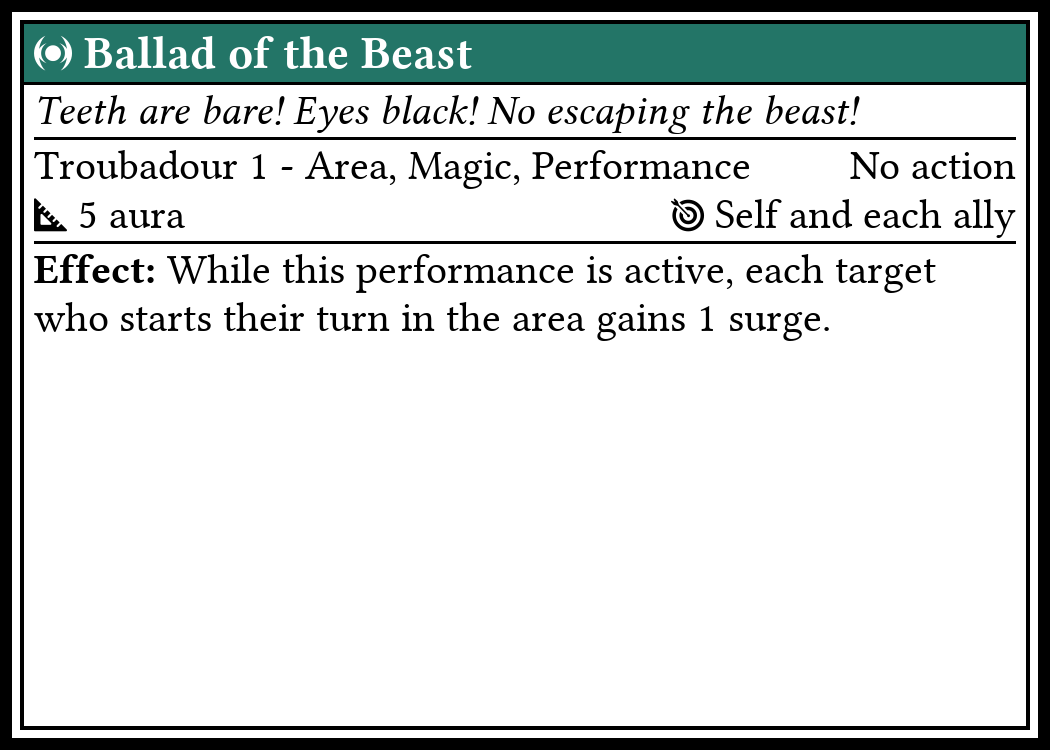 Ballad of the Beast
Teeth are bare! Eyes black! No escaping the beast!
Troubadour 1 - Area, Magic, Performance No action
5 aura Self and each ally
Effect: While this performance is active, each target
who starts their turn in the area gains 1 surge.